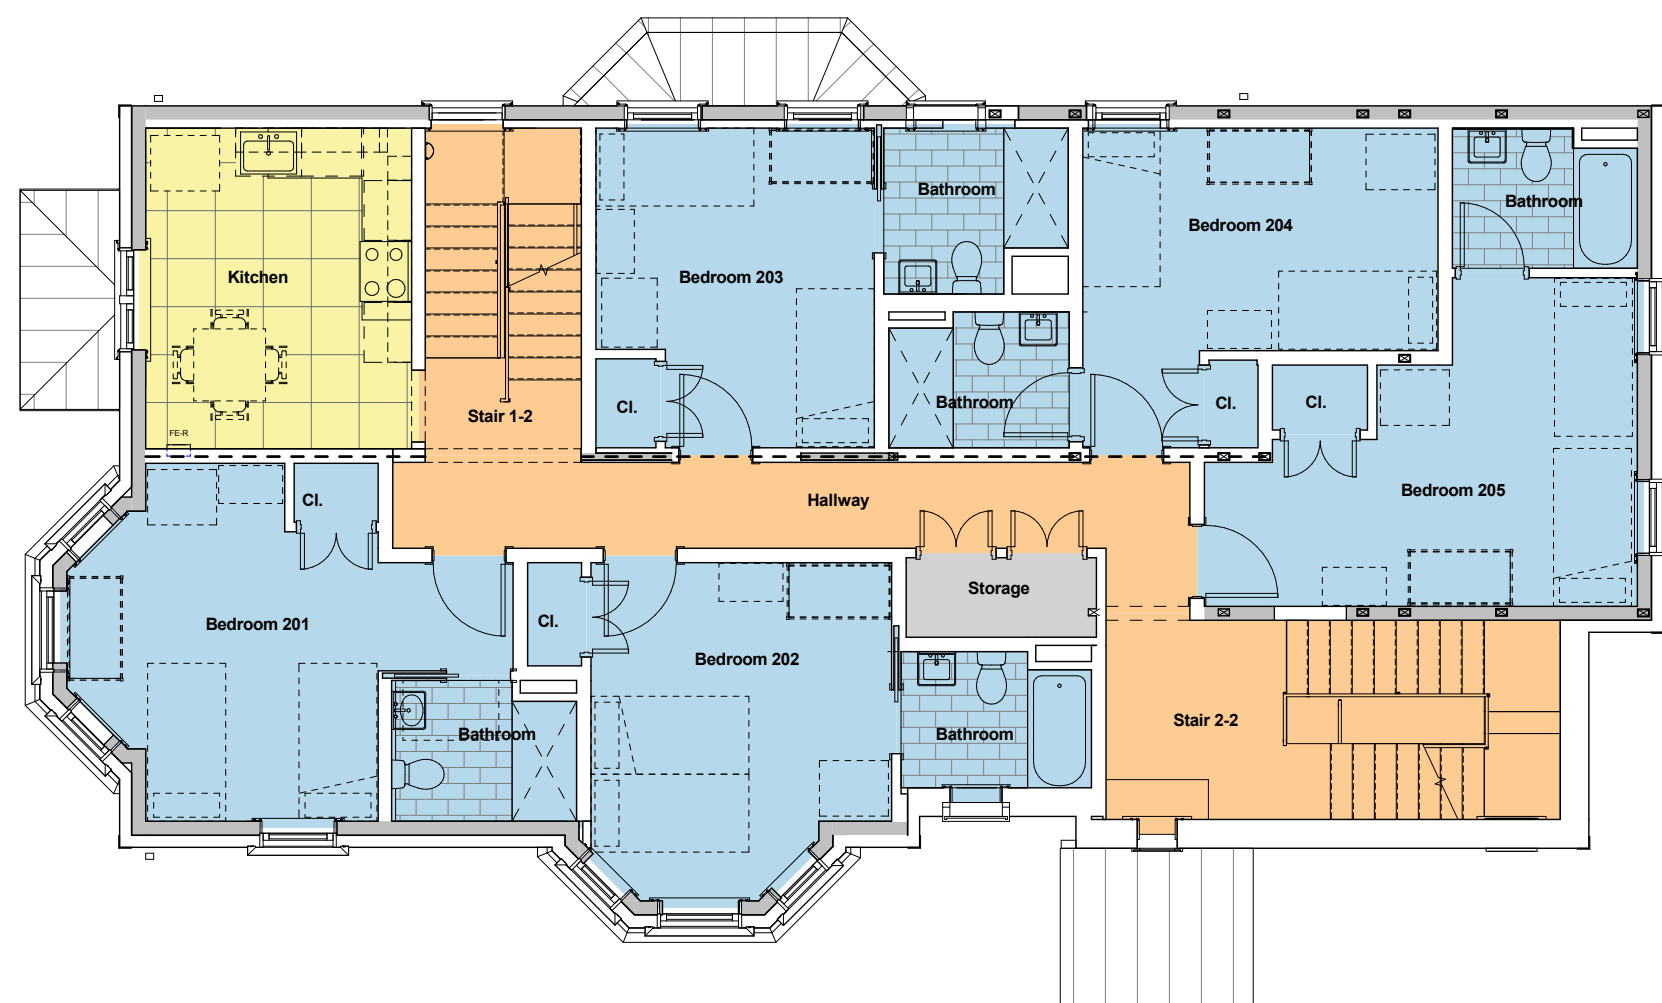 Bathroom
Bathroom
Bedroom 204
Kitchen
Bedroom 203
Bathroom
Cl.
Cl.
Cl.
Stair 1-2
FE-R
Bedroom 205
Cl.
Hallway
Storage
Bedroom 201
Cl.
Bedroom 202
Stair 2-2
Bathroom
Bathroom